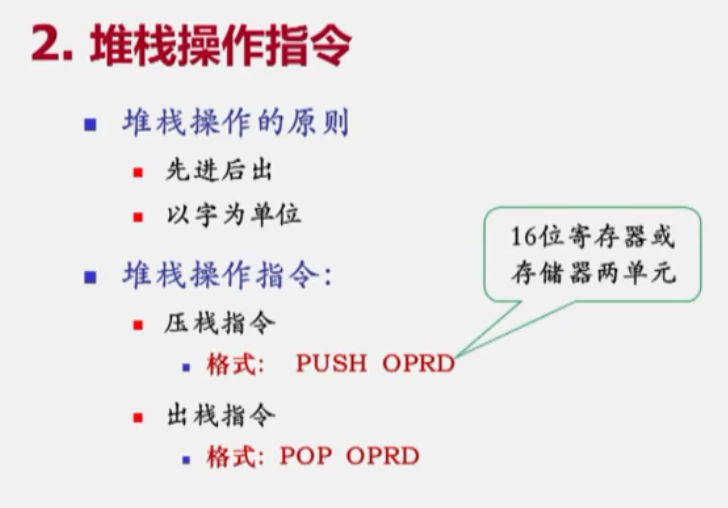 2. 堆栈操作指令
堆栈操作的原则
先进后出
以字为单位
堆栈操作指令:
压栈指令
格式: PUSH OPRD
16位寄存器或
存储器两单元
出栈指令
格式: POP OPRD